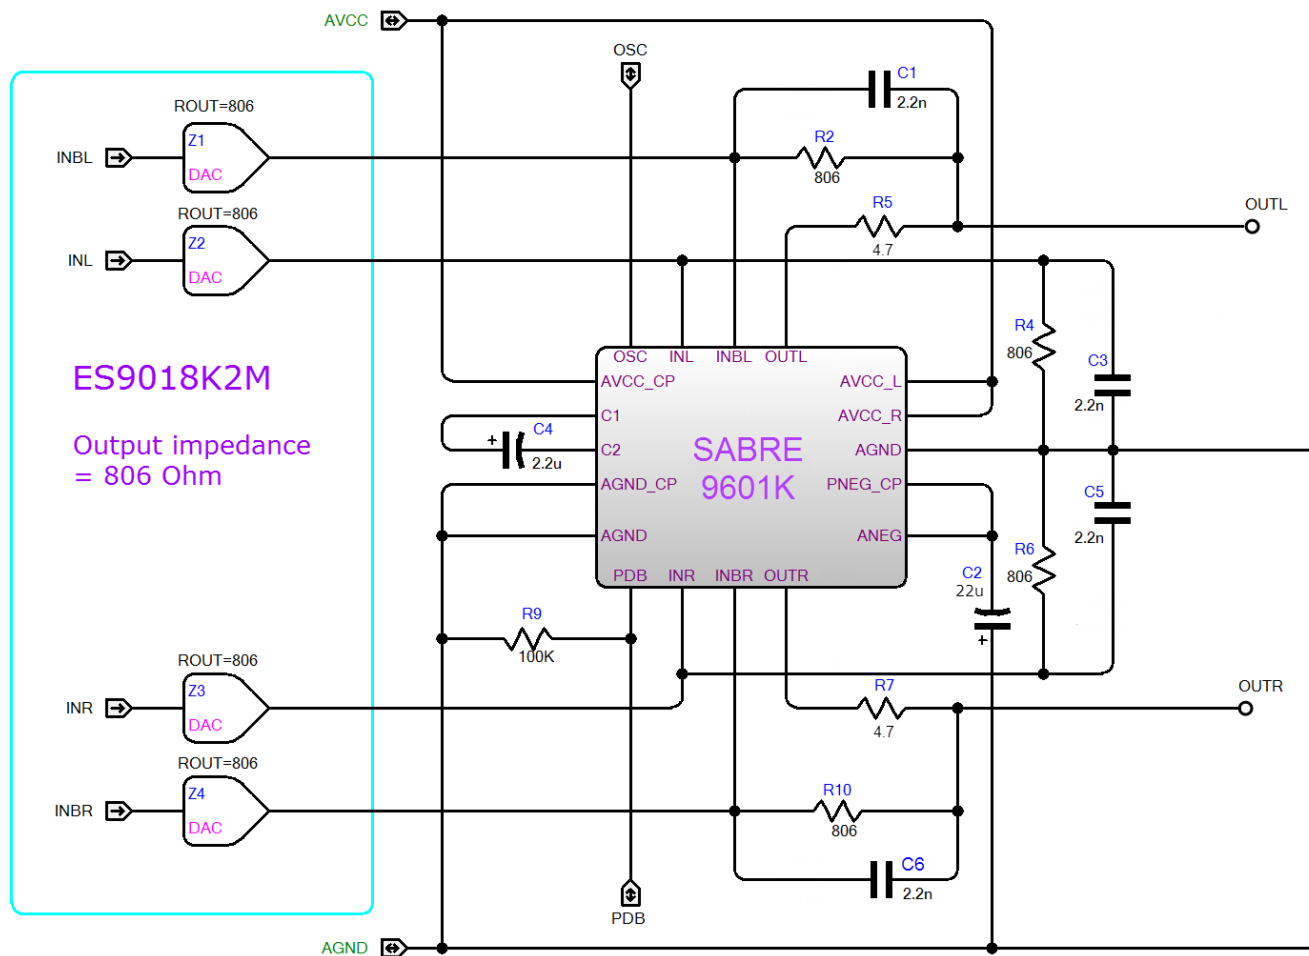 AVCC
OSC
C1
2.2n
ROUT=806
INBL
Z1
DAC
R2
806
ROUT=806
INL
Z2
DAC
R5
4.7
OUTL
R4
806
C3
2.2n
ES9018K2M
Output impedance
= 806 Ohm
OSC
INL
INBL
OUTL
AVCC_CP
AVCC_L
C1
AVCC_R
C4
2.2u
C2
SABRE
9601K
AGND
AGND_CP
PNEG_CP
AGND
ANEG
PDB
INR
INBR
OUTR
C5
2.2n
R6
806
C2
22u
+
+
R9
100K
ROUT=806
INR
Z3
DAC
R7
4.7
OUTR
ROUT=806
INBR
Z4
DAC
R10
806
C6
2.2n
PDB
AGND